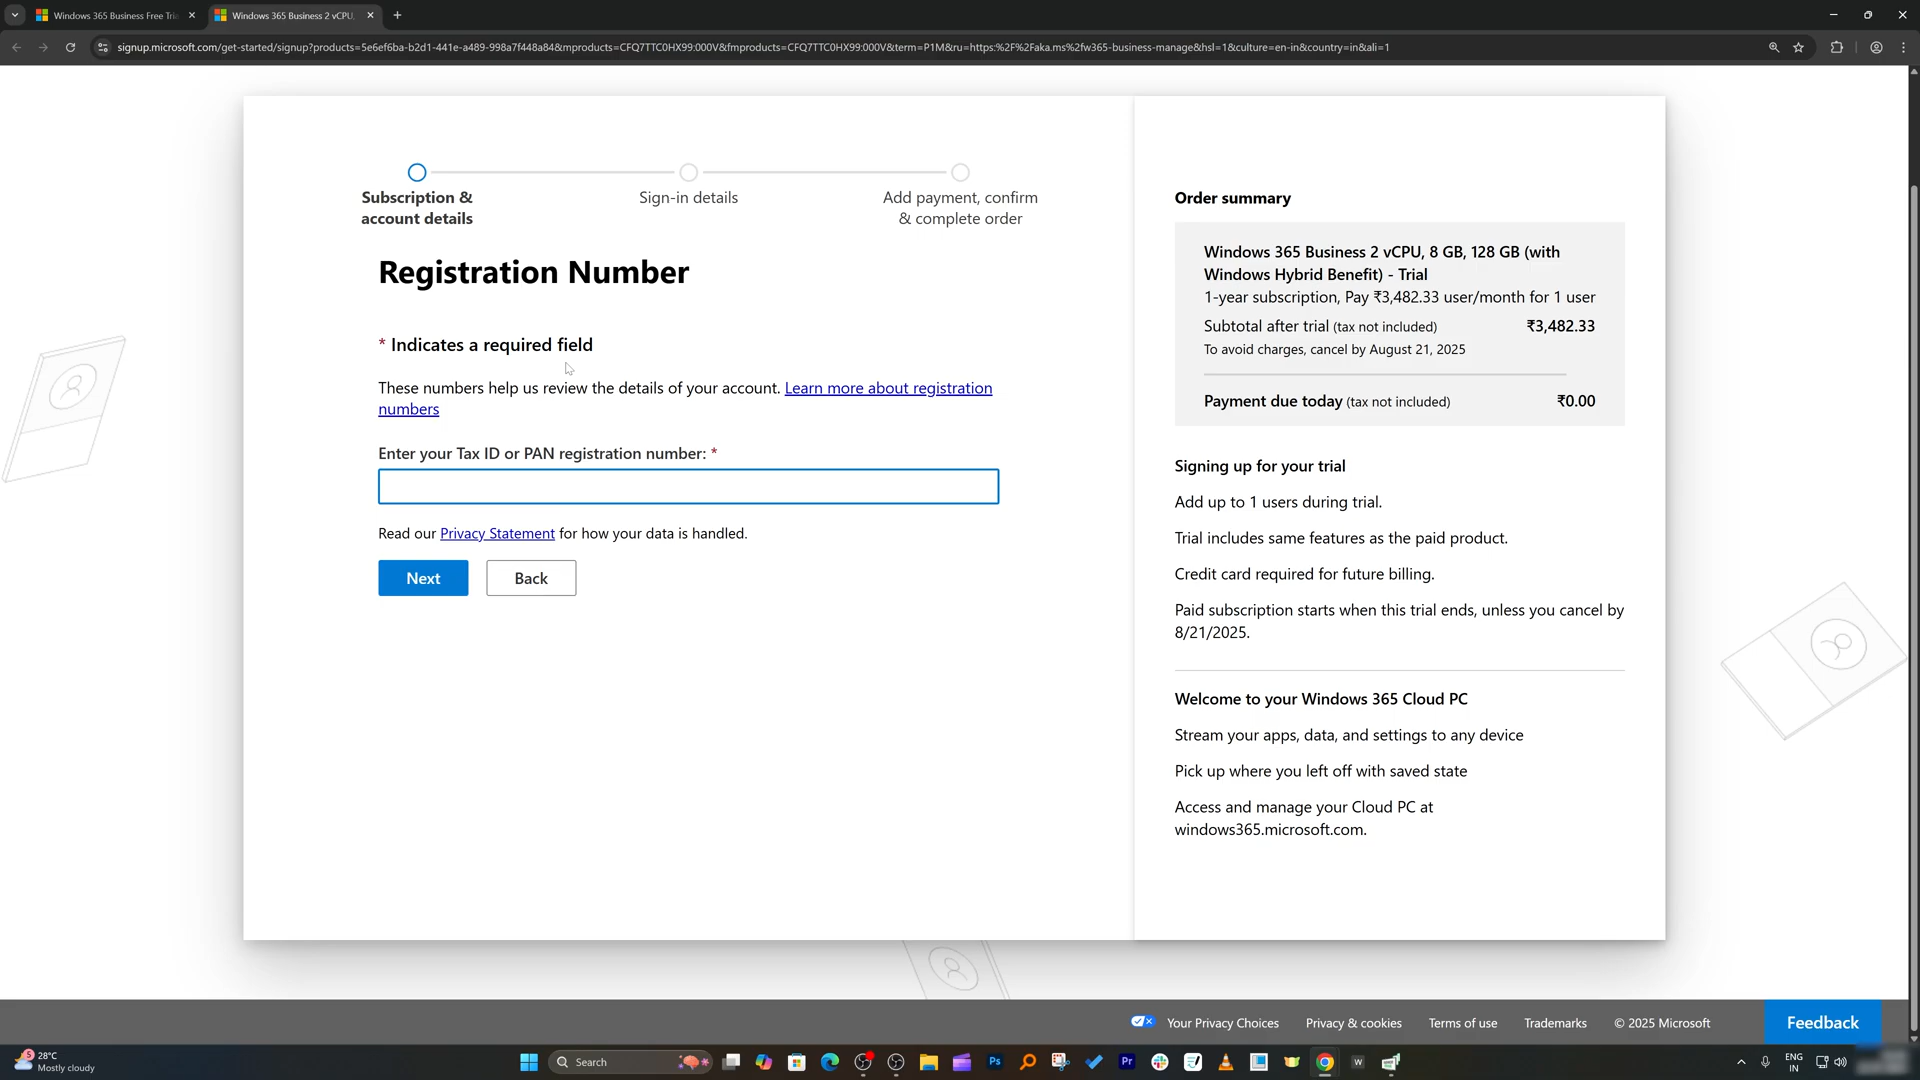 Windows 365 Business Free Tria
Windows 365 Business 2 vCPU,
signup.microsoft.com/get-started/signup?products=5e6ef6ba-b2d1-441e-a489-998a7f448a84&mproducts=CFQ7TTC0HX99:000V&fmproducts=CFQ7TTC0HX99:000V&term=P1M&ru=https:%2F%2Faka.ms%2fw365-business-manage&hsl=1&culture=en-in&country=in&ali=1
Subscription &
account details
Sign-in details
Add payment, confirm
& complete order
Registration Number
* Indicates a required field
These numbers help us review the details of your account. Learn more about registration
numbers
Enter your Tax ID or PAN registration number: *
Read our Privacy Statement for how your data is handled.
Next
Back
Order summary
Windows 365 Business 2 vCPU, 8 GB, 128 GB (with
Windows Hybrid Benefit) - Trial
1-year subscription, Pay ₹3,482.33 user/month for 1 user
Subtotal after trial (tax not included) ₹3,482.33
To avoid charges, cancel by August 21, 2025
Payment due today (tax not included) ₹0.00
Signing up for your trial
Add up to 1 users during trial.
Trial includes same features as the paid product.
Credit card required for future billing.
Paid subscription starts when this trial ends, unless you cancel by
8/21/2025.
Welcome to your Windows 365 Cloud PC
Stream your apps, data, and settings to any device
Pick up where you left off with saved state
Access and manage your Cloud PC at
windows365.microsoft.com.
Your Privacy Choices
Privacy & cookies
Terms of use
Trademarks
© 2025 Microsoft
Feedback
5
28°C
Mostly cloudy
Search
Ps
Pr
W
ENG
IN